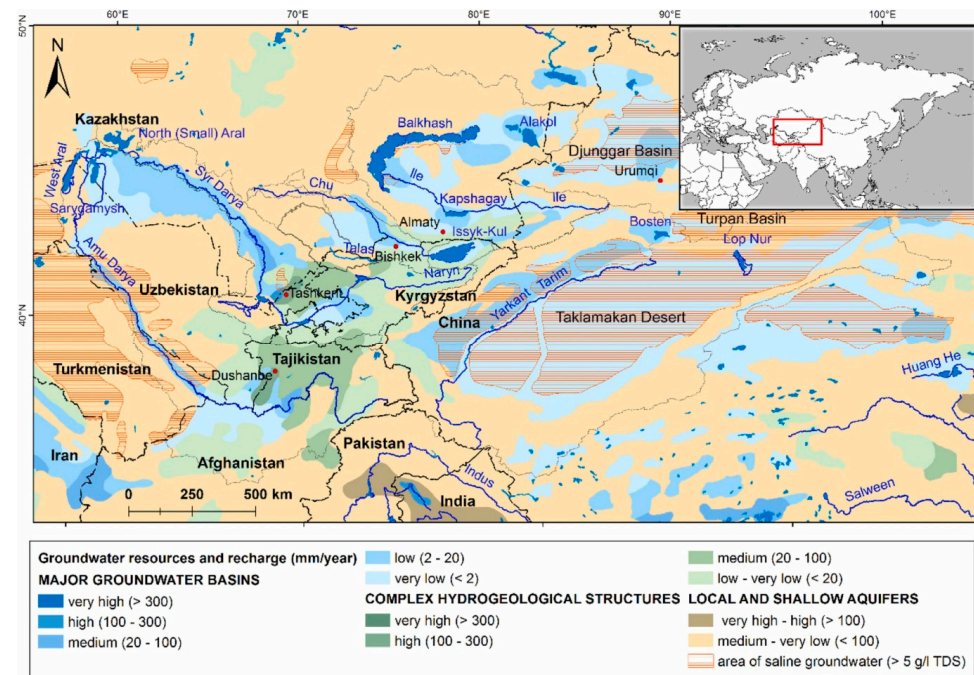 60°E
70°E
80°E
90°E
100°E
50°N
40°N
N
Kazakhstan
North (Small) Aral
West Aral
Syr Darya
Sarygamysh
Amu Darya
Balkhash
Alakol
Djunggar Basin
Urumqi
Chu
Ile
Kapshagay
Ile
Almaty
Issyk-Kul
Talas
Bishkek
Naryn
Bosten
Turpan Basin
Lop Nur
Uzbekistan
Tashkent
Kyrgyzstan
China
Yarkant
Tarim
Taklamakan Desert
Turkmenistan
Tajikistan
Dushanbe
Huang He
Iran
Afghanistan
Pakistan
Indus
India
Salween
0 250 500 km
Groundwater resources and recharge (mm/year)
MAJOR GROUNDWATER BASINS
very high (> 300)
high (100 - 300)
medium (20 - 100)
low (2 - 20)
very low (< 2)
COMPLEX HYDROGEOLOGICAL STRUCTURES
very high (> 300)
high (100 - 300)
medium (20 - 100)
low - very low (< 20)
LOCAL AND SHALLOW AQUIFERS
very high - high (> 100)
medium - very low (< 100)
area of saline groundwater (> 5 g/l TDS)